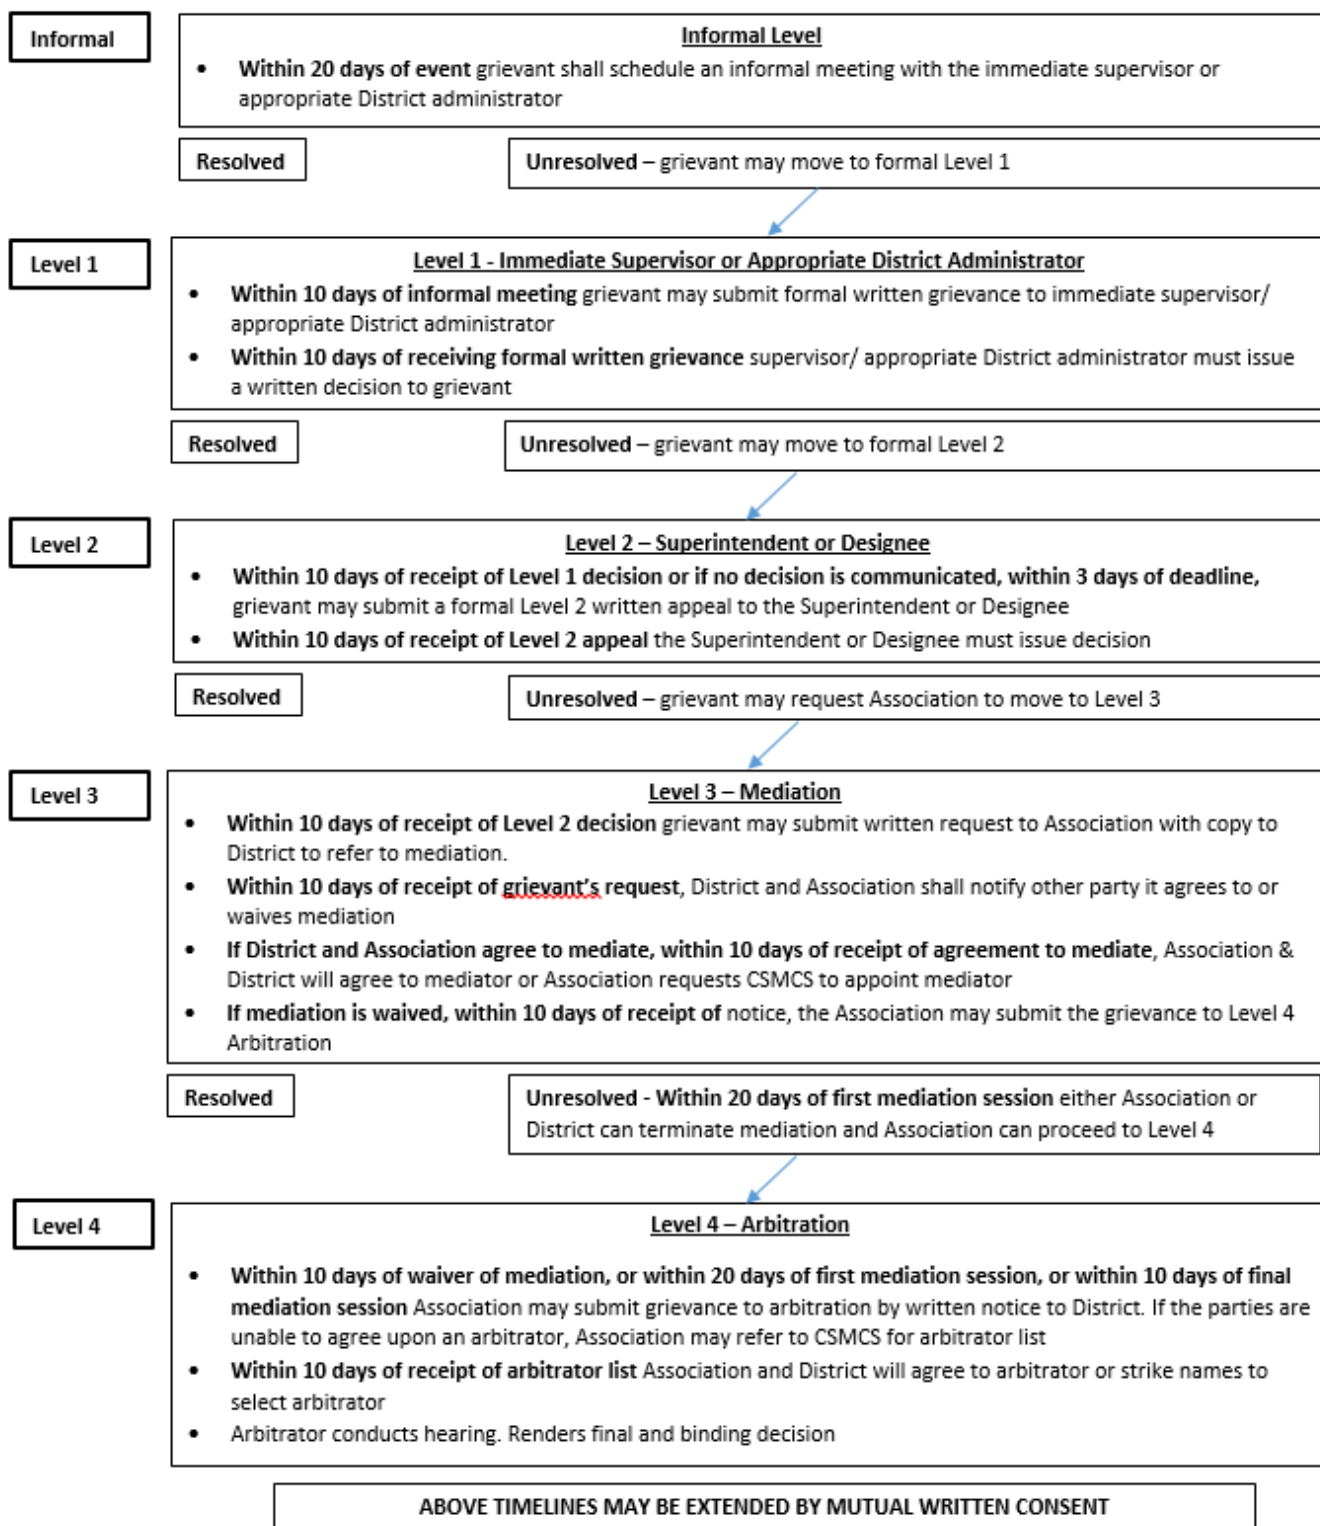 Informal
Informal Level
• Within 20 days of event grievant shall schedule an informal meeting with the immediate supervisor or
appropriate District administrator
Resolved
Unresolved – grievant may move to formal Level 1
Level 1
Level 1 - Immediate Supervisor or Appropriate District Administrator
• Within 10 days of informal meeting grievant may submit formal written grievance to immediate supervisor/
appropriate District administrator
• Within 10 days of receiving formal written grievance supervisor/ appropriate District administrator must issue
a written decision to grievant
Resolved
Unresolved – grievant may move to formal Level 2
Level 2
Level 2 – Superintendent or Designee
• Within 10 days of receipt of Level 1 decision or if no decision is communicated, within 3 days of deadline,
grievant may submit a formal Level 2 written appeal to the Superintendent or Designee
• Within 10 days of receipt of Level 2 appeal the Superintendent or Designee must issue decision
Resolved
Unresolved – grievant may request Association to move to Level 3
Level 3
Level 3 – Mediation
• Within 10 days of receipt of Level 2 decision grievant may submit written request to Association with copy to
District to refer to mediation.
• Within 10 days of receipt of grievant's request, District and Association shall notify other party it agrees to or
waives mediation
• If District and Association agree to mediate, within 10 days of receipt of agreement to mediate, Association &
District will agree to mediator or Association requests CSMCS to appoint mediator
• If mediation is waived, within 10 days of receipt of notice, the Association may submit the grievance to Level 4
Arbitration
Resolved
Unresolved - Within 20 days of first mediation session either Association or
District can terminate mediation and Association can proceed to Level 4
Level 4
Level 4 – Arbitration
• Within 10 days of waiver of mediation, or within 20 days of first mediation session, or within 10 days of final
mediation session Association may submit grievance to arbitration by written notice to District. If the parties are
unable to agree upon an arbitrator, Association may refer to CSMCS for arbitrator list
• Within 10 days of receipt of arbitrator list Association and District will agree to arbitrator or strike names to
select arbitrator
• Arbitrator conducts hearing. Renders final and binding decision
ABOVE TIMELINES MAY BE EXTENDED BY MUTUAL WRITTEN CONSENT